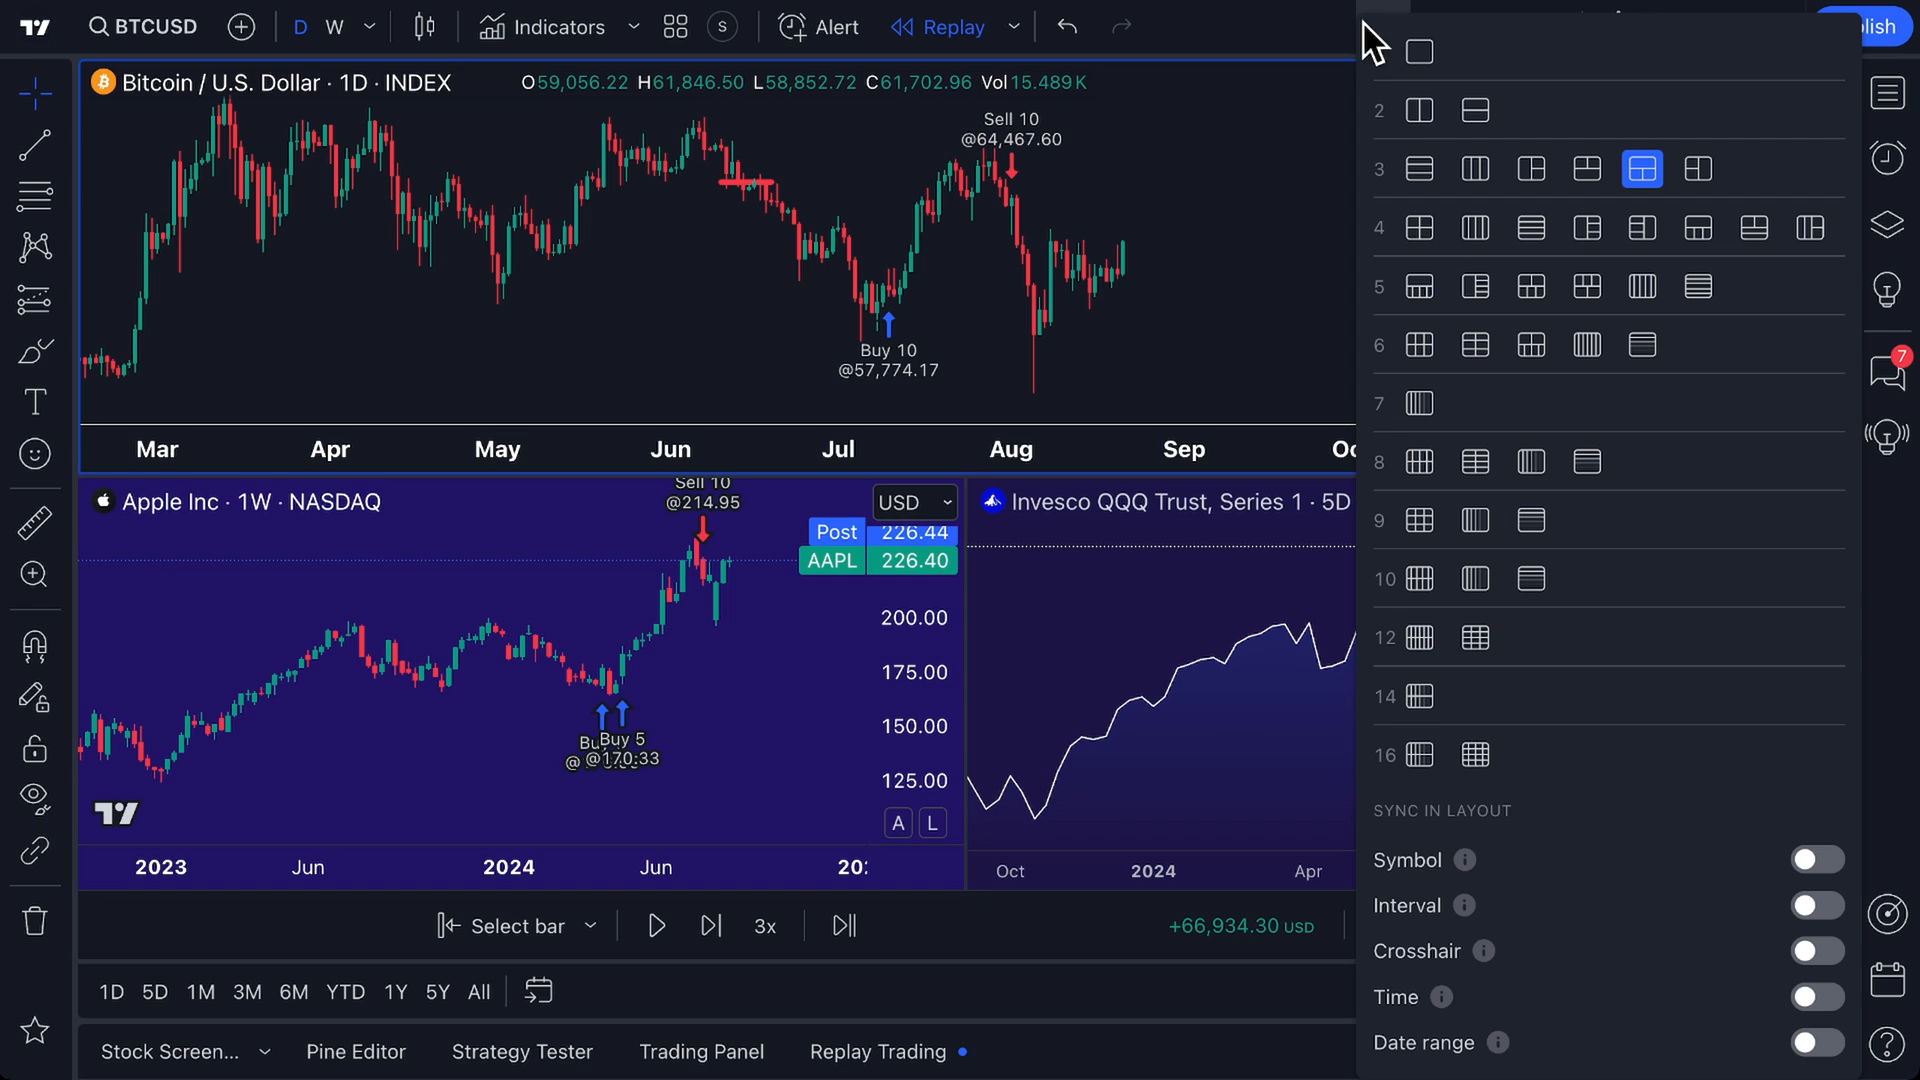 BTCUSD
D W
Indicators
S
Alert
Replay
lish
Bitcoin / U.S. Dollar · 1D · INDEX
O59,056.22 H61,846.50 L58,852.72 C61,702.96 Vol15.489K
Sell 10
@64,467.60
Buy 10
@57,774.17
Mar Apr May Jun Jul Aug Sep
Apple Inc · 1W · NASDAQ
Sell 10
@214.95
USD
Post 226.44
AAPL 226.40
200.00
175.00
150.00
125.00
Buy 5
@170.33
A L
2023 Jun 2024 Jun
Invesco QQQ Trust, Series 1 · 5D
Oct 2024 Apr
Select bar
3x
+66,934.30 USD
1D 5D 1M 3M 6M YTD 1Y 5Y All
Stock Screen... Pine Editor Strategy Tester Trading Panel Replay Trading
2
3
4
5
6
7
8
9
10
12
14
16
SYNC IN LAYOUT
Symbol
Interval
Crosshair
Time
Date range
7